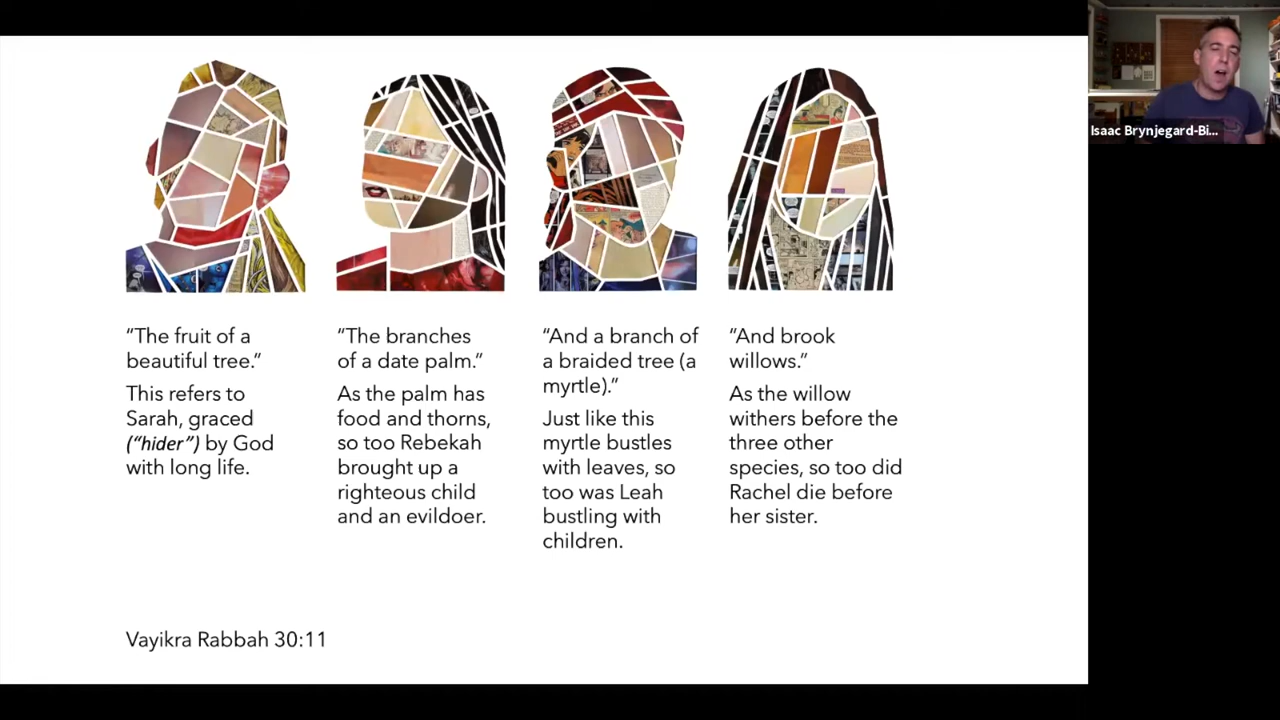 Isaac Brynjegard-Bi...
“The fruit of a
beautiful tree.”
This refers to
Sarah, graced
(“hider”) by God
with long life.
“The branches
of a date palm.”
As the palm has
food and thorns,
so too Rebekah
brought up a
righteous child
and an evildoer.
“And a branch of
a braided tree (a
myrtle).”
Just like this
myrtle bustles
with leaves, so
too was Leah
bustling with
children.
“And brook
willows.”
As the willow
withers before the
three other
species, so too did
Rachel die before
her sister.
Vayikra Rabbah 30:11